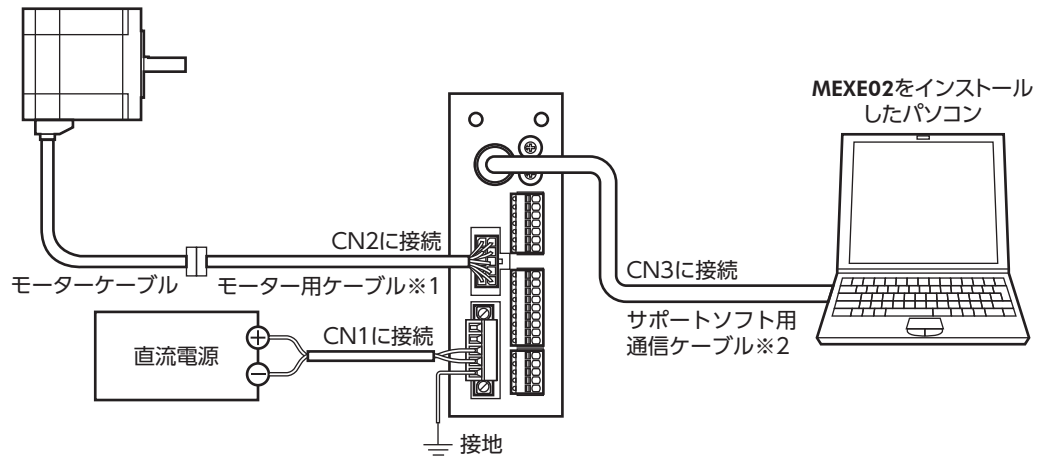 MEXE02をインストール
したパソコン
CN2に接続
モーターケーブル
モーター用ケーブル※1
CN3に接続
サポートソフト用
通信ケーブル※2
直流電源
+
−
CN1に接続
接地